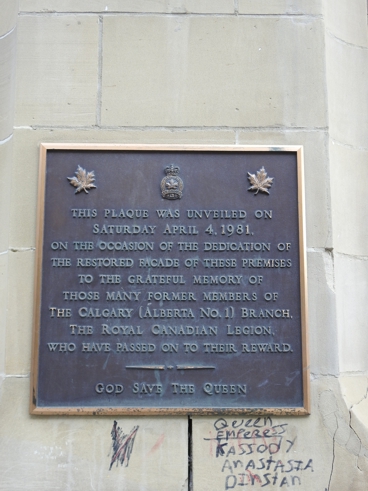 THIS PLAQUE WAS UNVEILED ON
SATURDAY APRIL 4, 1981,
ON THE OCCASION OF THE DEDICATION OF
THE RESTORED FACADE OF THESE PREMISES
TO THE GRATEFUL MEMORY OF
THOSE MANY FORMER MEMBERS OF
THE CALGARY (ALBERTA NO. 1) BRANCH,
THE ROYAL CANADIAN LEGION,
WHO HAVE PASSED ON TO THEIR REWARD.
GOD SAVE THE QUEEN
QUEEN
EMPERESS
KASSODY
ANASTASIA
DINSTAN